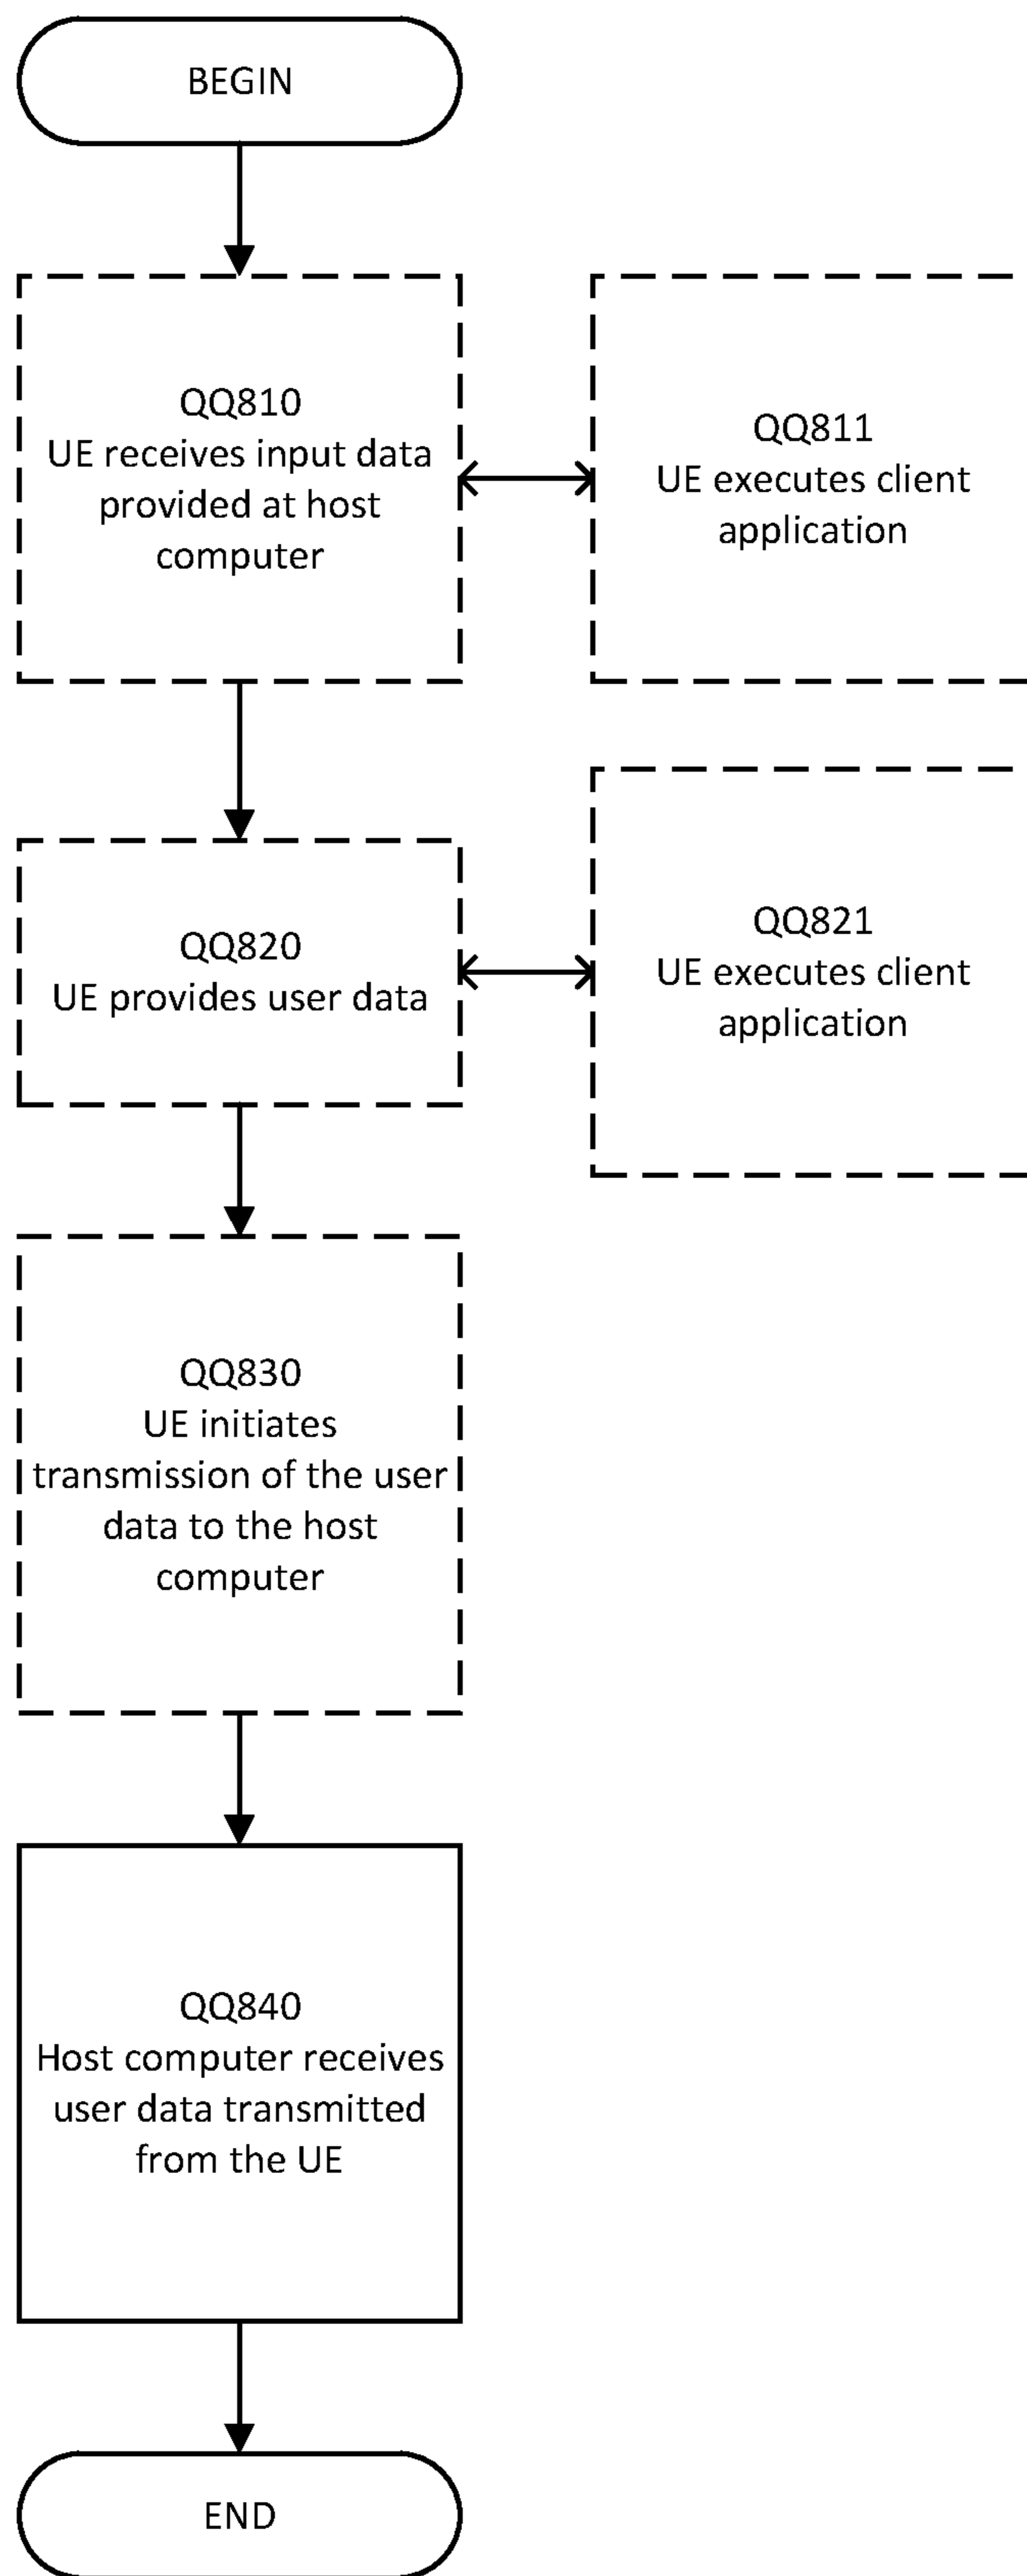 BEGIN
QQ810
UE receives input data
provided at host
computer
QQ811
UE executes client
application
QQ820
UE provides user data
QQ821
UE executes client
application
QQ830
UE initiates
transmission of the user
data to the host
computer
QQ840
Host computer receives
user data transmitted
from the UE
END